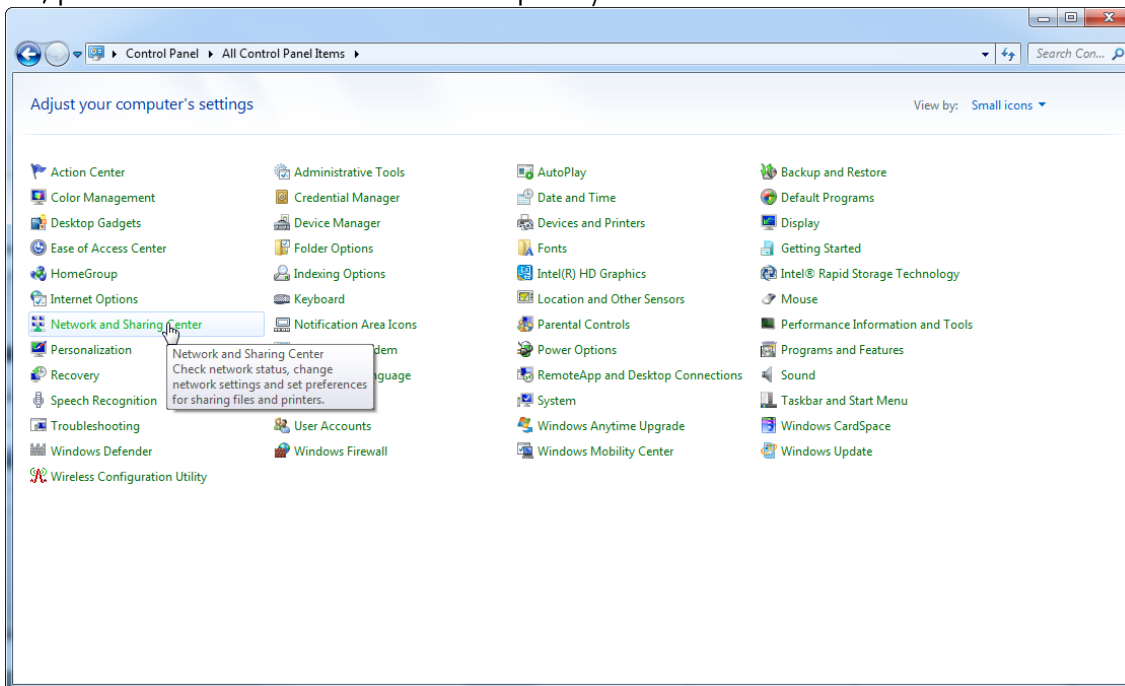 Control Panel ▸ All Control Panel Items ▸ Search Con...
Adjust your computer's settings View by: Small icons
Action Center Administrative Tools AutoPlay Backup and Restore
Color Management Credential Manager Date and Time Default Programs
Desktop Gadgets Device Manager Devices and Printers Display
Ease of Access Center Folder Options Fonts Getting Started
HomeGroup Indexing Options Intel(R) HD Graphics Intel® Rapid Storage Technology
Internet Options Keyboard Location and Other Sensors Mouse
Network and Sharing Center Notification Area Icons Parental Controls Performance Information and Tools
Personalization Power Options Programs and Features
Recovery RemoteApp and Desktop Connections Sound
Speech Recognition System Taskbar and Start Menu
Troubleshooting User Accounts Windows Anytime Upgrade Windows CardSpace
Windows Defender Windows Firewall Windows Mobility Center Windows Update
Wireless Configuration Utility
Network and Sharing Center
Check network status, change
network settings and set preferences
for sharing files and printers.